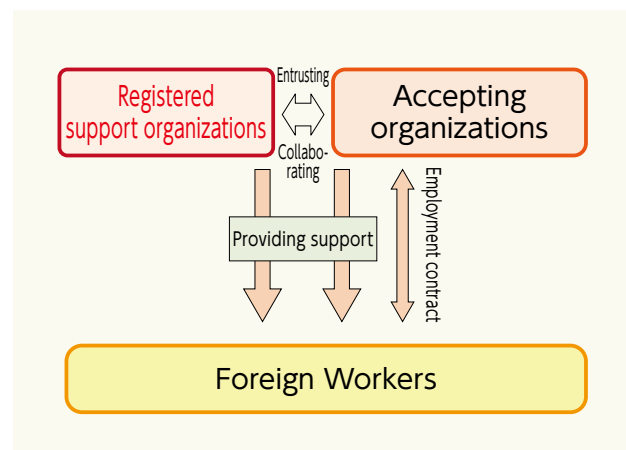 Registered
support organizations
Entrusting
Collabo-
rating
Accepting
organizations
Providing support
Employment contract
Foreign Workers